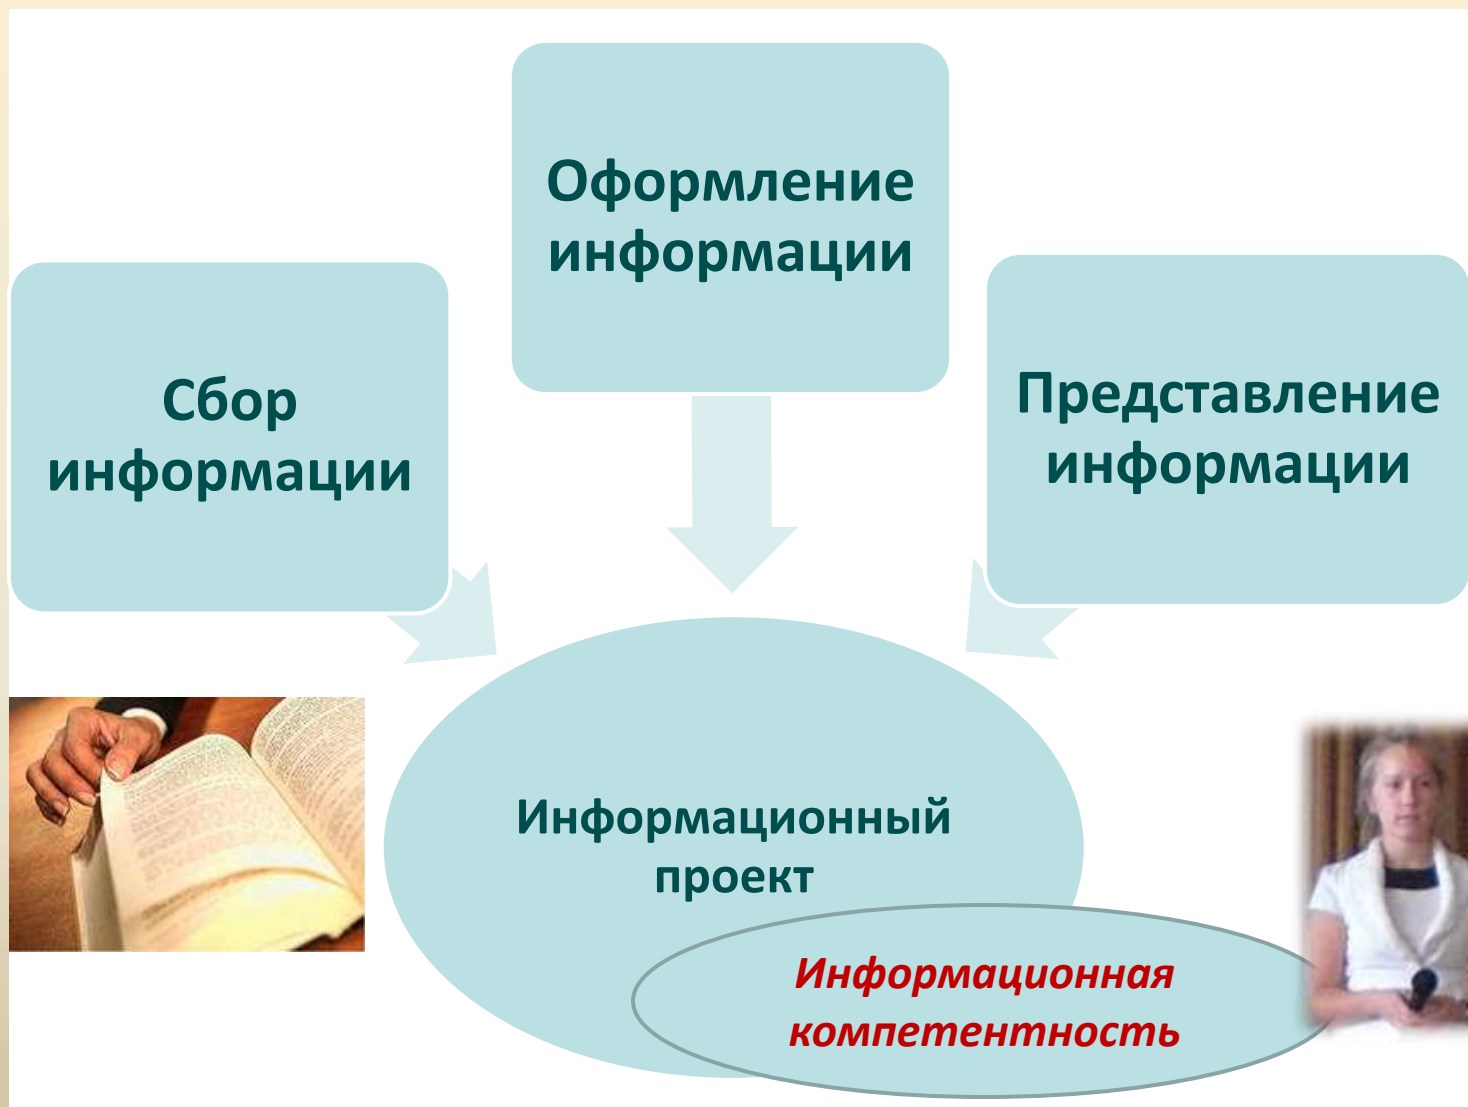 Оформление
информации
Сбор
информации
Представление
информации
Информационный
проект
Информационная
компетентность